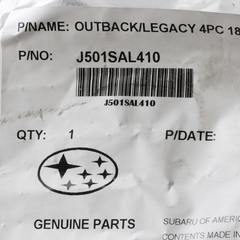 P/NAME: OUTBACK/LEGACY 4PC 18
P/NO: J501SAL410
J501SAL410
QTY: 1 P/DATE:
GENUINE PARTS
SUBARU OF AMERIC
CONTENTS MADE IN